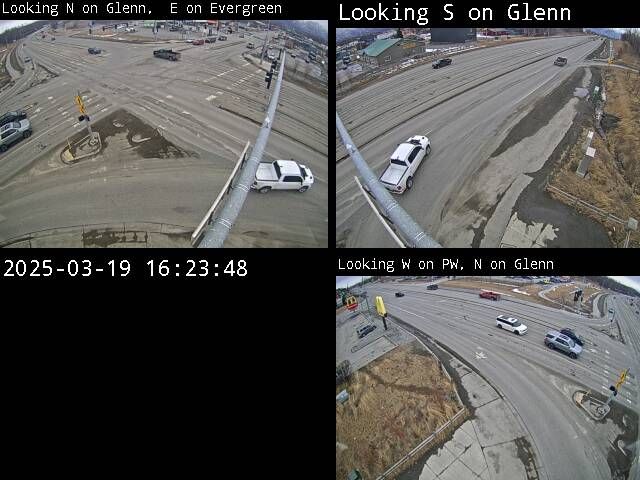 Looking N on Glenn,  E on Evergreen
Looking S on Glenn
2025-03-19 16:23:48
Looking W on PW, N on Glenn